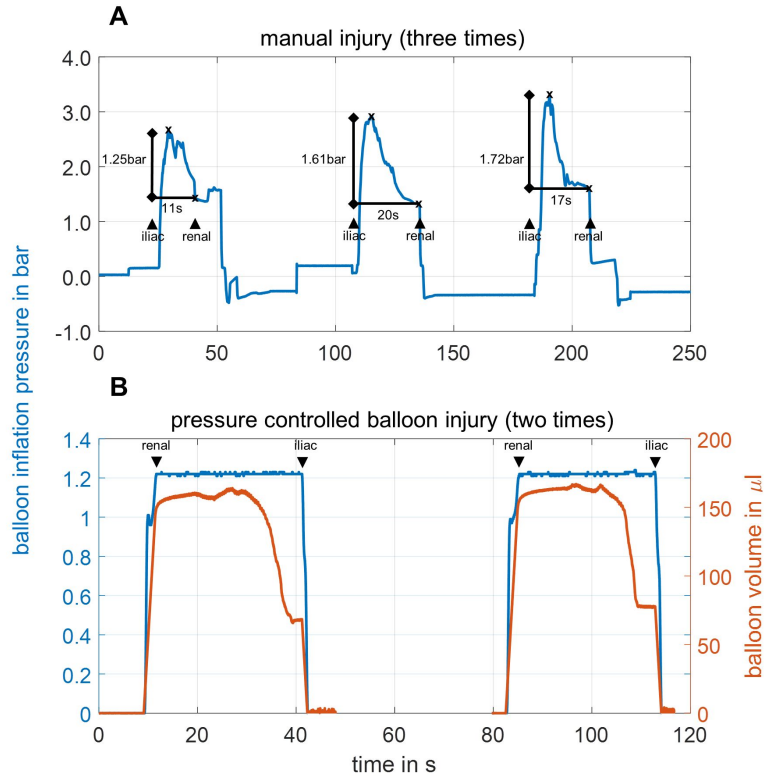 A
manual injury (three times)
4.0
3.0
2.0
1.0
0.0
-1.0
1.25bar
11s
iliac
renal
1.61bar
20s
iliac
renal
1.72bar
17s
iliac
renal
0
50
100
150
200
250
balloon inflation pressure in bar
B
pressure controlled balloon injury (two times)
renal
iliac
renal
iliac
1.4
1.2
1
0.8
0.6
0.4
0.2
0
200
150
100
50
0
balloon volume in μl
0
20
40
60
80
100
120
time in s